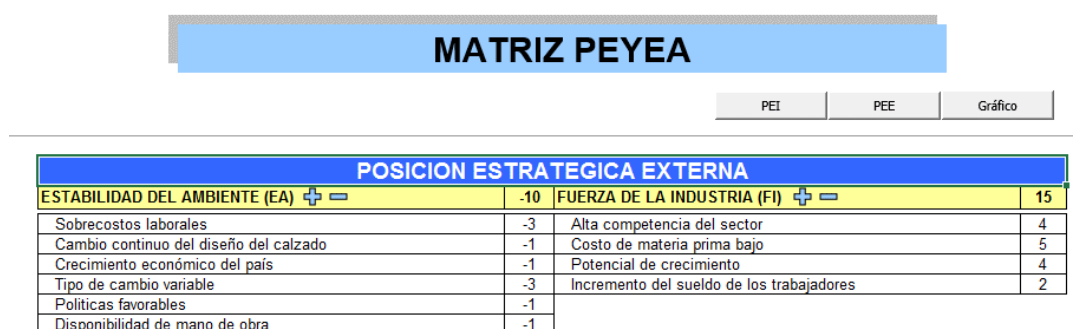 MATRIZ PEYEA
PEI PEE Gráfico
POSICION ESTRATEGICA EXTERNA
ESTABILIDAD DEL AMBIENTE (EA) -10 FUERZA DE LA INDUSTRIA (FI) 15
Sobrecostos laborales -3 Alta competencia del sector 4
Cambio continuo del diseño del calzado -1 Costo de materia prima bajo 5
Crecimiento económico del país -1 Potencial de crecimiento 4
Tipo de cambio variable -3 Incremento del sueldo de los trabajadores 2
Politicas favorables -1
Disponibilidad de mano de obra -1